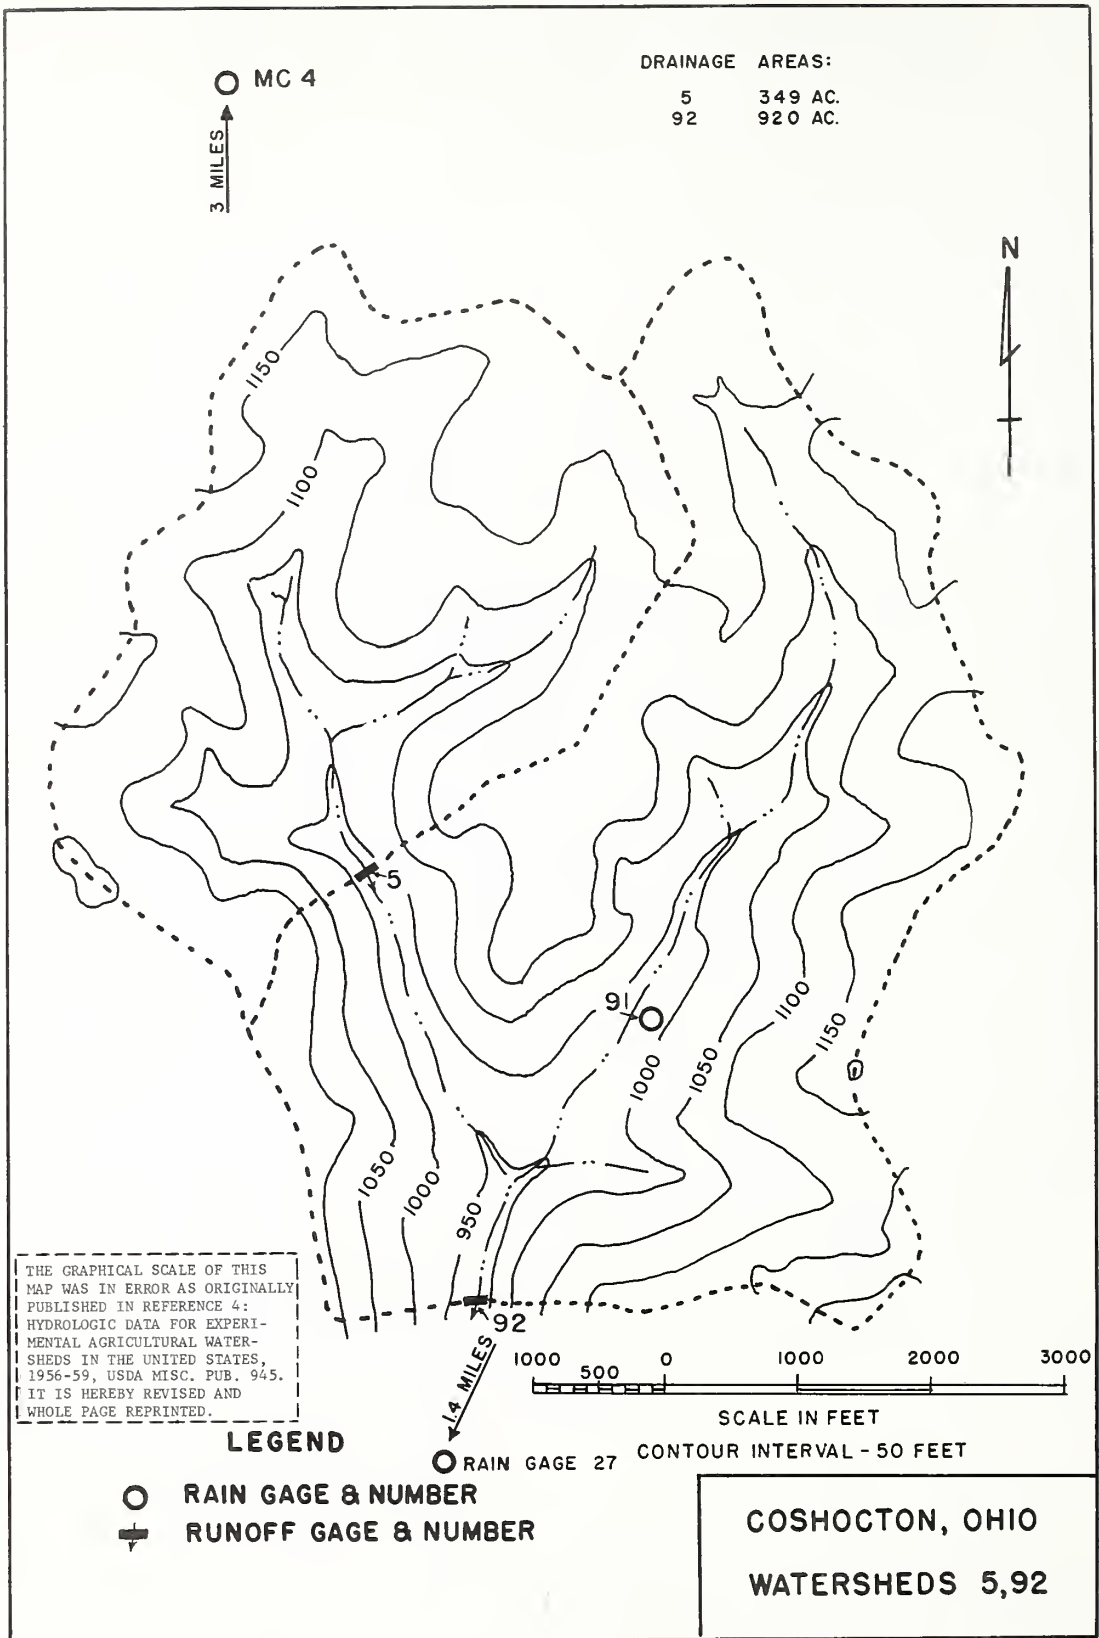 MC 4
3 MILES
DRAINAGE AREAS:
5 349 AC.
92 920 AC.
N
1150
1100
5
91
1100
1150
1000
1050
1050
1000
950
92
1.4 MILES
THE GRAPHICAL SCALE OF THIS
MAP WAS IN ERROR AS ORIGINALLY
PUBLISHED IN REFERENCE 4:
HYDROLOGIC DATA FOR EXPERI-
MENTAL AGRICULTURAL WATER-
SHEDS IN THE UNITED STATES,
1956-59, USDA MISC. PUB. 945.
IT IS HEREBY REVISED AND
WHOLE PAGE REPRINTED.
1000 500 0 1000 2000 3000
SCALE IN FEET
CONTOUR INTERVAL - 50 FEET
RAIN GAGE 27
LEGEND
RAIN GAGE & NUMBER
RUNOFF GAGE & NUMBER
COSHOCTON, OHIO
WATERSHEDS 5,92